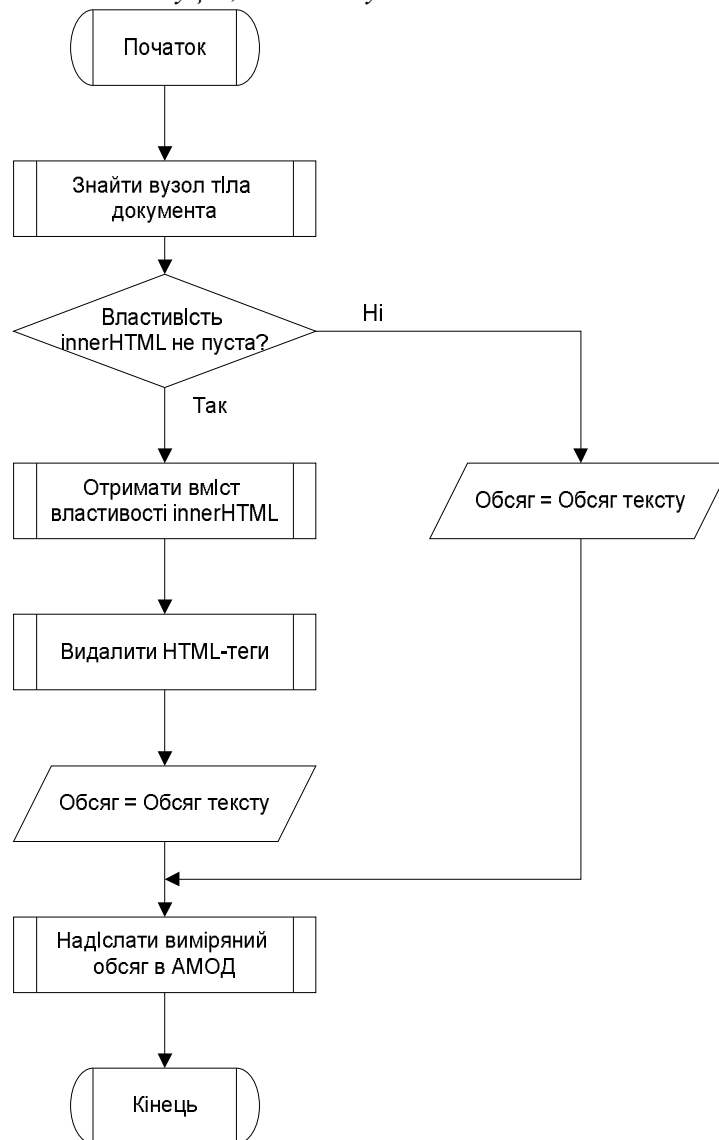 Початок
Знайти вузол тіла
документа
Властивість
innerHTML не пуста?
Ні
Так
Отримати вміст
властивості innerHTML
Обсяг = Обсяг тексту
Видалити HTML-теги
Обсяг = Обсяг тексту
Надіслати виміряний
обсяг в АМОД
Кінець